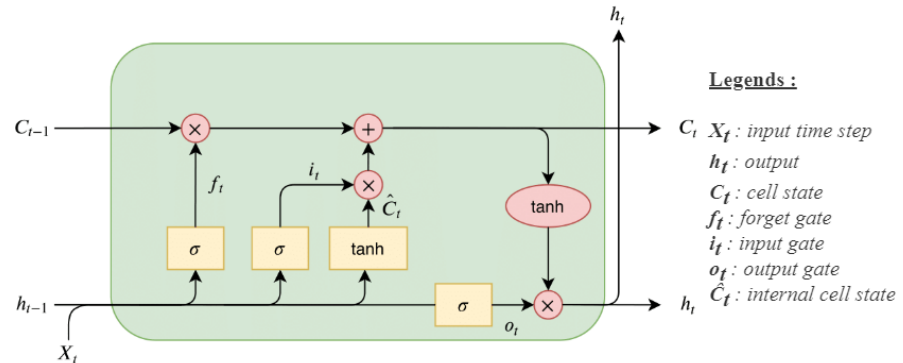 h_t
Legends :
C_{t-1} × + C_t
X_t : input time step
h_t : output
f_t i_t × Ĉ_t tanh
C_t : cell state
f_t : forget gate
σ σ tanh
i_t : input gate
o_t : output gate
h_{t-1} σ o_t × h_t
Ĉ_t : internal cell state
X_t